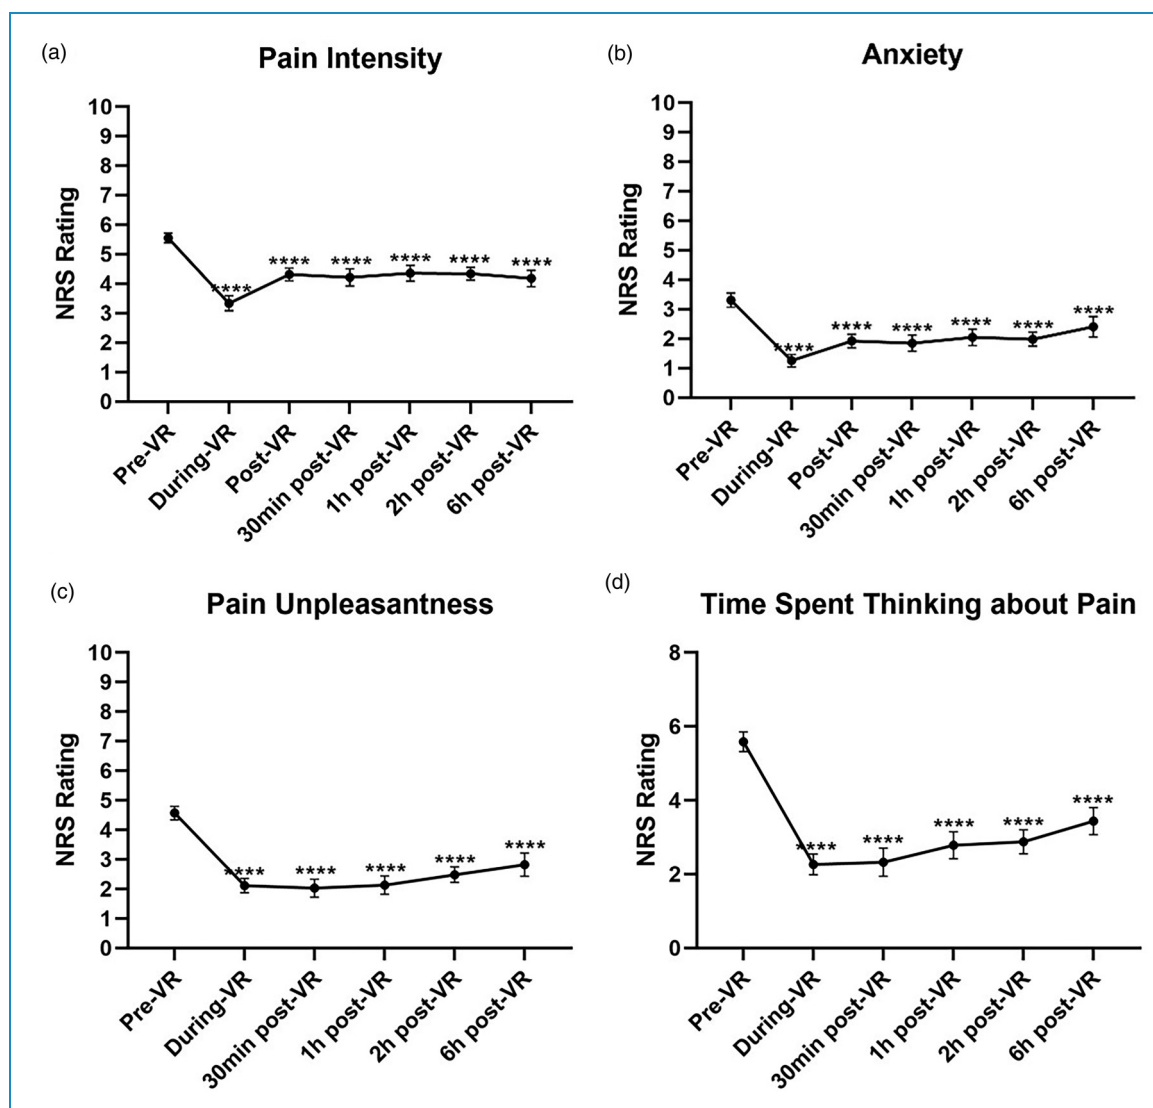 (a)
Pain Intensity
NRS Rating
10
9
8
7
6
5
4
3
2
1
0
****
****
****
****
****
****
Pre-VR
During-VR
Post-VR
30min post-VR
1h post-VR
2h post-VR
6h post-VR
(b)
Anxiety
NRS Rating
10
9
8
7
6
5
4
3
2
1
0
****
****
****
****
****
****
Pre-VR
During-VR
Post-VR
30min post-VR
1h post-VR
2h post-VR
6h post-VR
(c)
Pain Unpleasantness
NRS Rating
10
9
8
7
6
5
4
3
2
1
0
****
****
****
****
****
Pre-VR
During-VR
30min post-VR
1h post-VR
2h post-VR
6h post-VR
(d)
Time Spent Thinking about Pain
NRS Rating
8
6
4
2
0
****
****
****
****
****
Pre-VR
During-VR
30min post-VR
1h post-VR
2h post-VR
6h post-VR